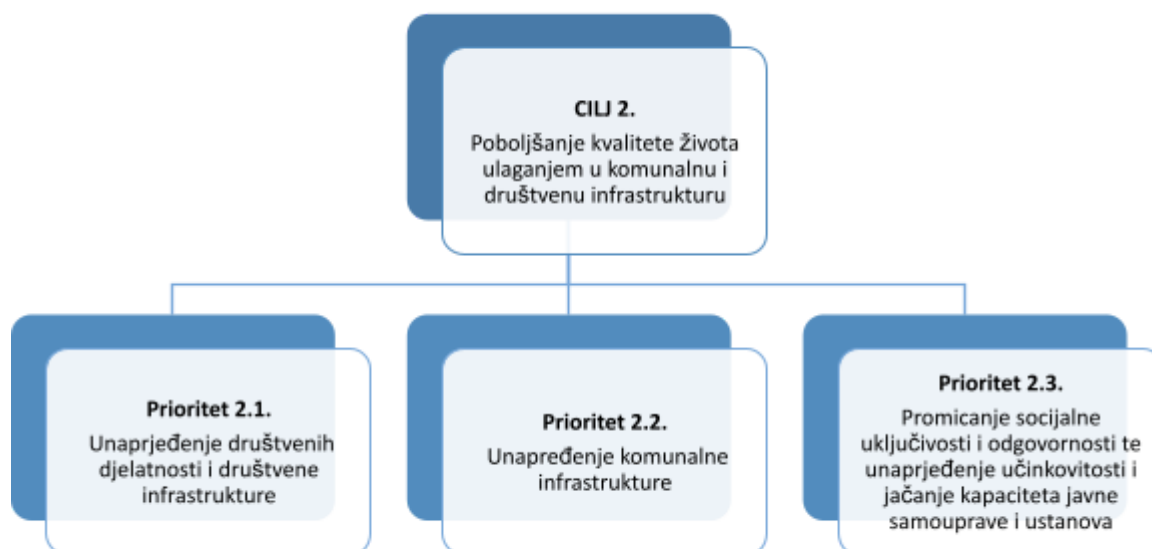 CILJ 2.
Poboljšanje kvalitete života
ulaganjem u komunalnu i
društvenu infrastrukturu
Prioritet 2.1.
Unaprjeđenje društvenih
djelatnosti i društvene
infrastrukture
Prioritet 2.2.
Unapređenje komunalne
infrastrukture
Prioritet 2.3.
Promicanje socijalne
uključivosti i odgovornosti te
unaprjeđenje učinkovitosti i
jačanje kapaciteta javne
samouprave i ustanova